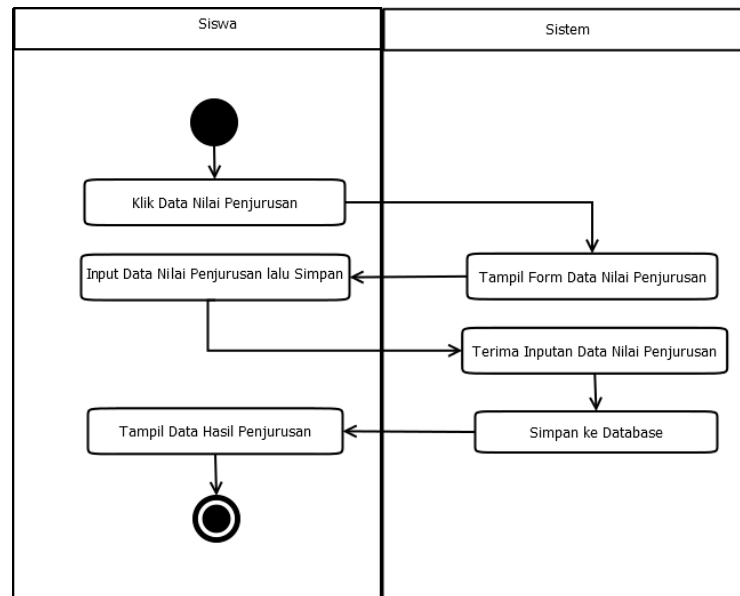 Siswa
Sistem
Klik Data Nilai Penjurusan
Tampil Form Data Nilai Penjurusan
Input Data Nilai Penjurusan lalu Simpan
Terima Inputan Data Nilai Penjurusan
Simpan ke Database
Tampil Data Hasil Penjurusan